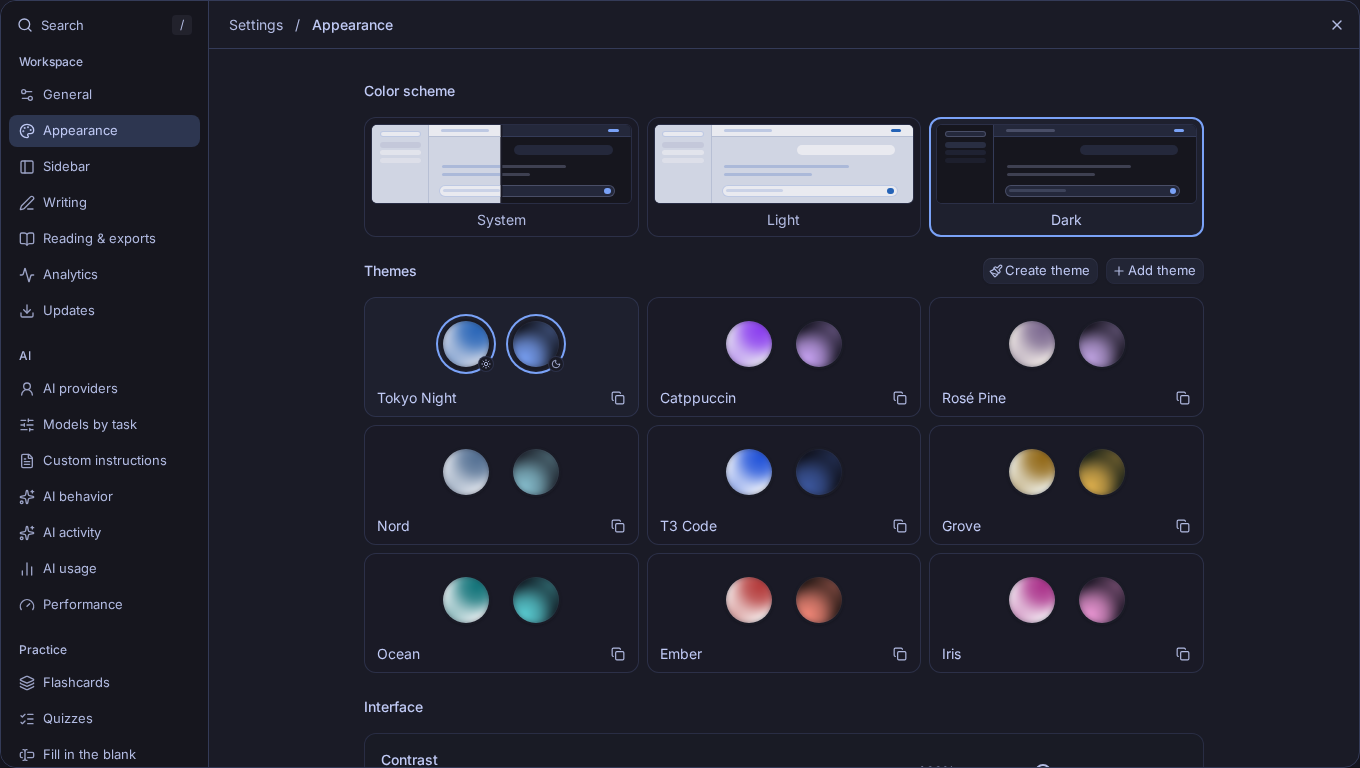 Search
/
Workspace
General
Appearance
Sidebar
Writing
Reading & exports
Analytics
Updates
AI
AI providers
Models by task
Custom instructions
AI behavior
AI activity
AI usage
Performance
Practice
Flashcards
Quizzes
Fill in the blank
Settings / Appearance
Color scheme
System
Light
Dark
Themes
Create theme
Add theme
Tokyo Night
Catppuccin
Rosé Pine
Nord
T3 Code
Grove
Ocean
Ember
Iris
Interface
Contrast